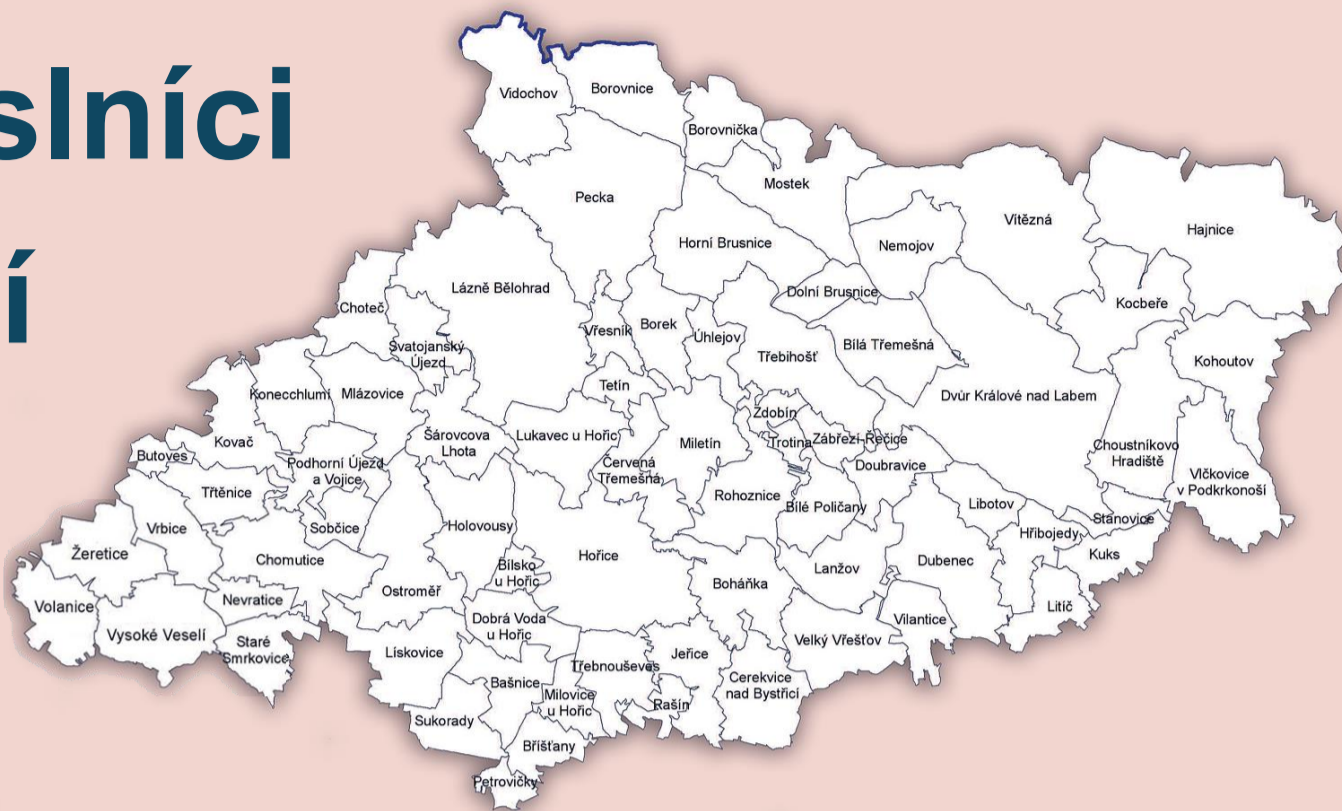 slníci
í
Vidochov
Borovnice
Borovnička
Mostek
Pecka
Vítězná
Hajnice
Horní Brusnice
Nemojov
Lázně Bělohrad
Dolní Brusnice
Kocbeře
Choteč
Vřesník
Borek
Úhlejov
Bílá Třemešná
Svatojanský
Újezd
Třebihošť
Kohoutov
Tetín
Konecchlumí
Mlázovice
Dvůr Králové nad Labem
Zdobín
Kovač
Šárovcova
Lhota
Lukavec u Hořic
Miletín
Trotina
Zábřezí-Řečice
Choustníkovo
Hradiště
Butoves
Podhorní Újezd
a Vojice
Červená
Třemešná
Doubravice
Vlčkovice
v Podkrkonoší
Třtěnice
Rohoznice
Bílé Poličany
Libotov
Stanovice
Vrbice
Sobčice
Holovousy
Hřibojedy
Žeretice
Chomutice
Bílsko
u Hořic
Hořice
Boháňka
Lanžov
Dubenec
Kuks
Volanice
Nevratice
Ostroměř
Litíč
Vysoké Veselí
Staré
Smrkovice
Dobrá Voda
u Hořic
Velký Vřešťov
Vilantice
Lískovice
Třebnouševes
Jeřice
Cerekvice
nad Bystřicí
Bašnice
Milovice
u Hořic
Rašín
Sukorady
Bříšťany
Petrovičky